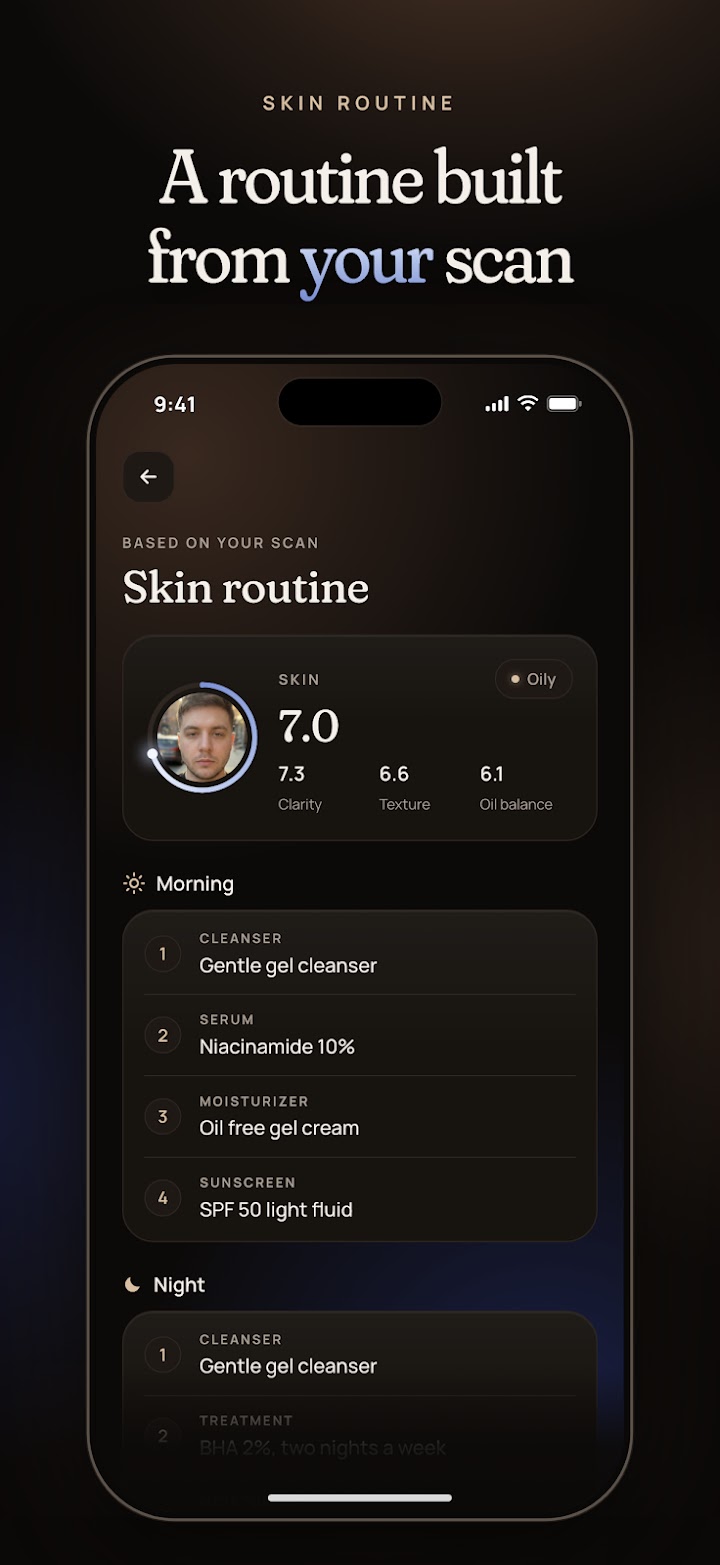 SKIN ROUTINE
A routine built
from your scan
9:41
BASED ON YOUR SCAN
Skin routine
SKIN
Oily
7.0
7.3 6.6 6.1
Clarity Texture Oil balance
Morning
1
CLEANSER
Gentle gel cleanser
2
SERUM
Niacinamide 10%
3
MOISTURIZER
Oil free gel cream
4
SUNSCREEN
SPF 50 light fluid
Night
1
CLEANSER
Gentle gel cleanser
2
TREATMENT
BHA 2%, two nights a week